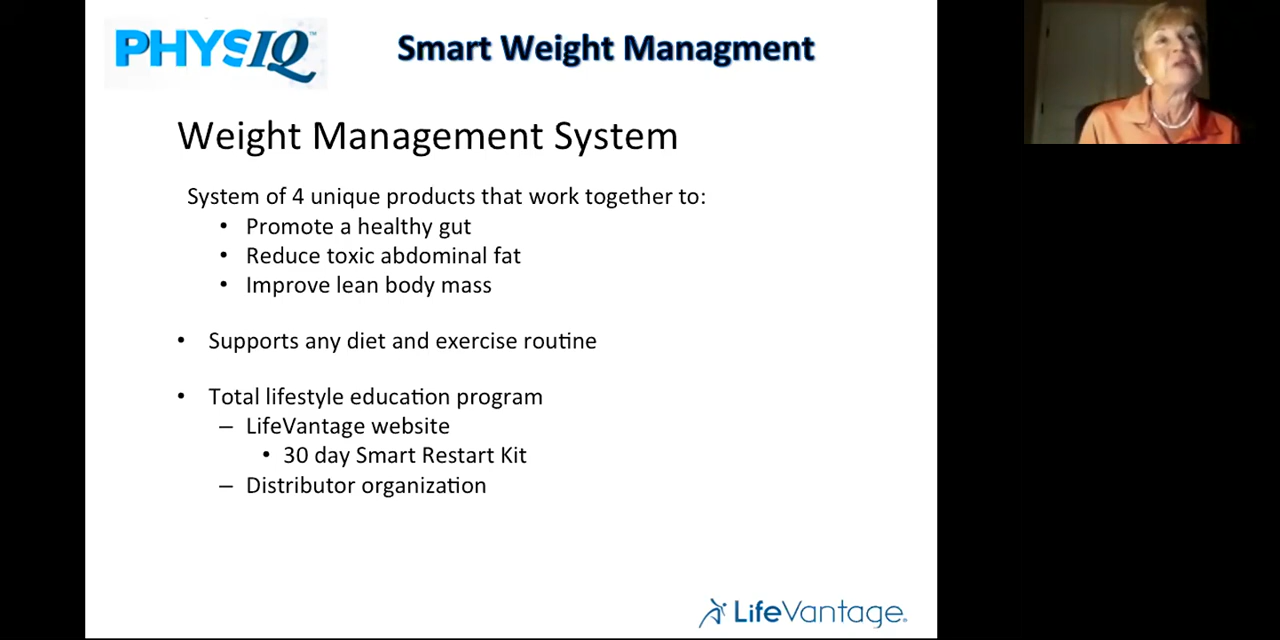 PHYSIQ™ Smart Weight Managment
Weight Management System
System of 4 unique products that work together to:
• Promote a healthy gut
• Reduce toxic abdominal fat
• Improve lean body mass
• Supports any diet and exercise routine
• Total lifestyle education program
– LifeVantage website
• 30 day Smart Restart Kit
– Distributor organization
LifeVantage®